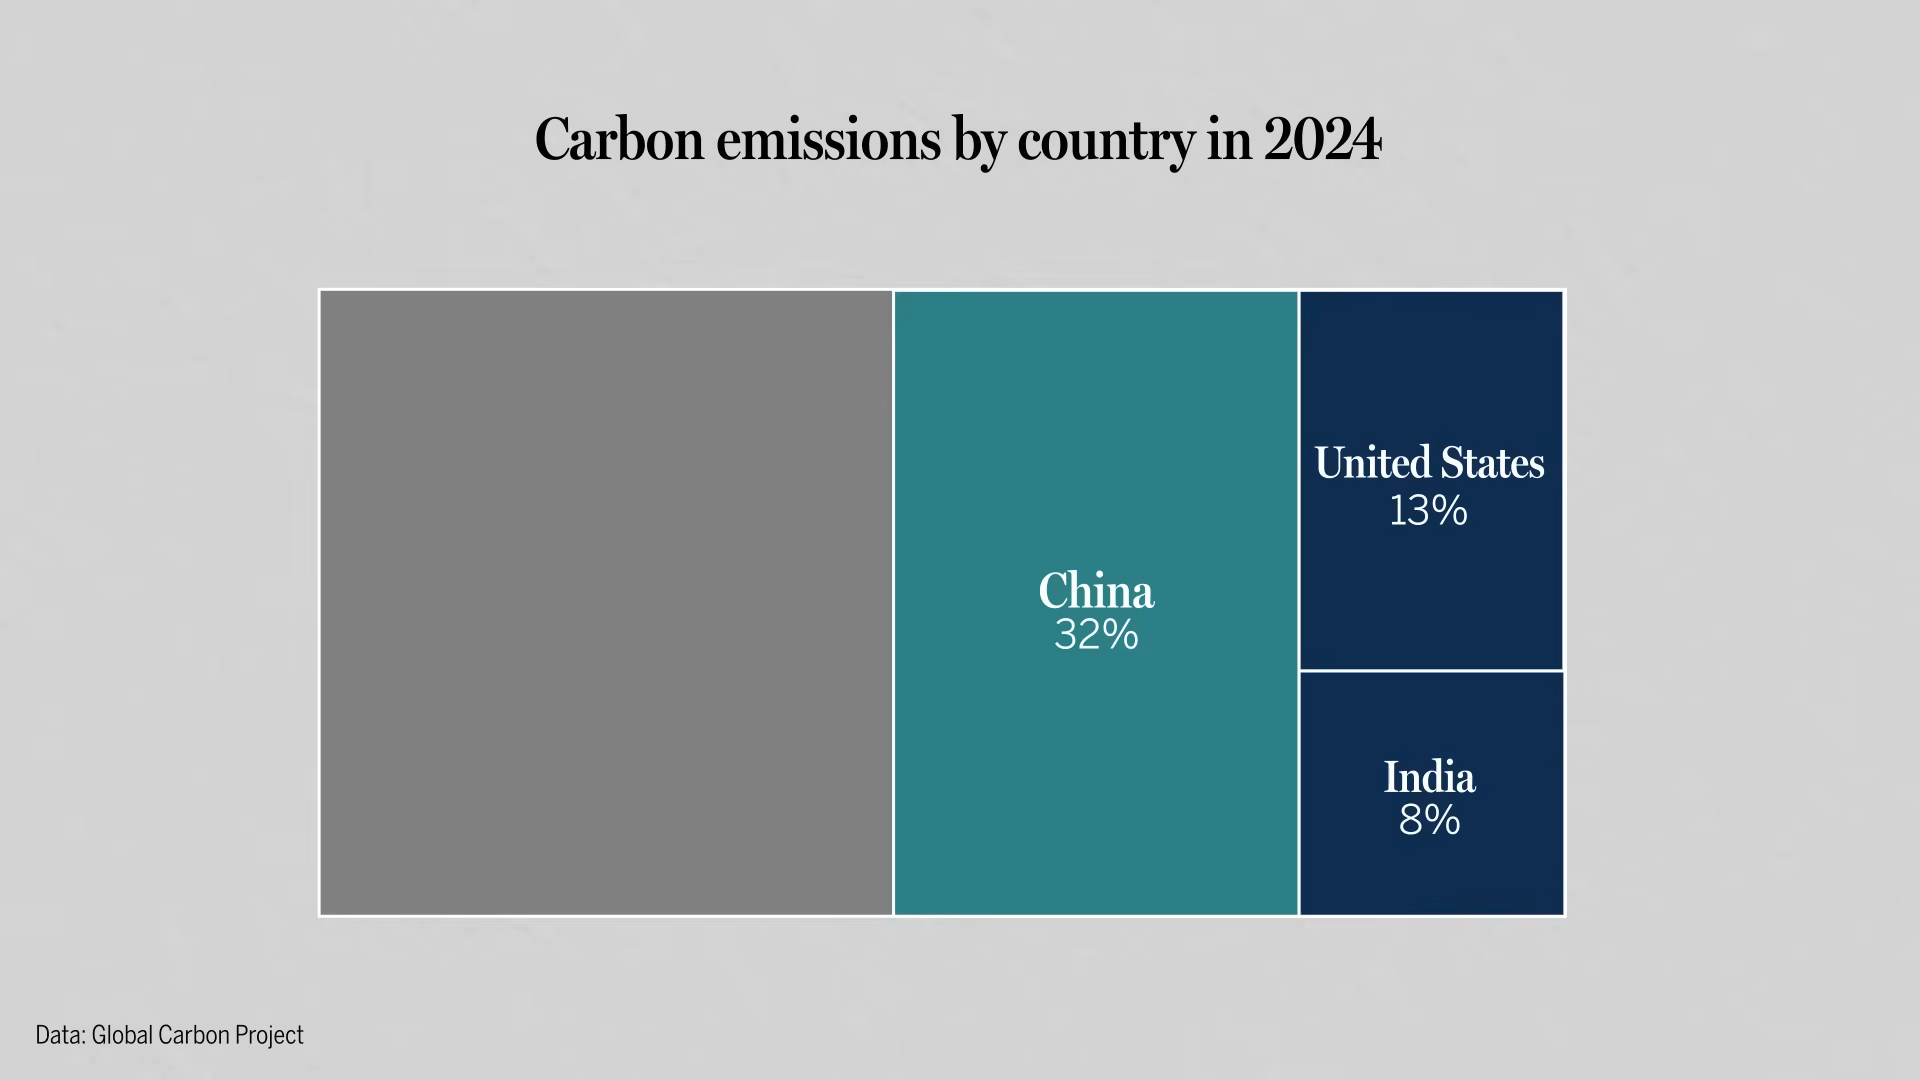 Carbon emissions by country in 2024
China
32%
United States
13%
India
8%
Data: Global Carbon Project